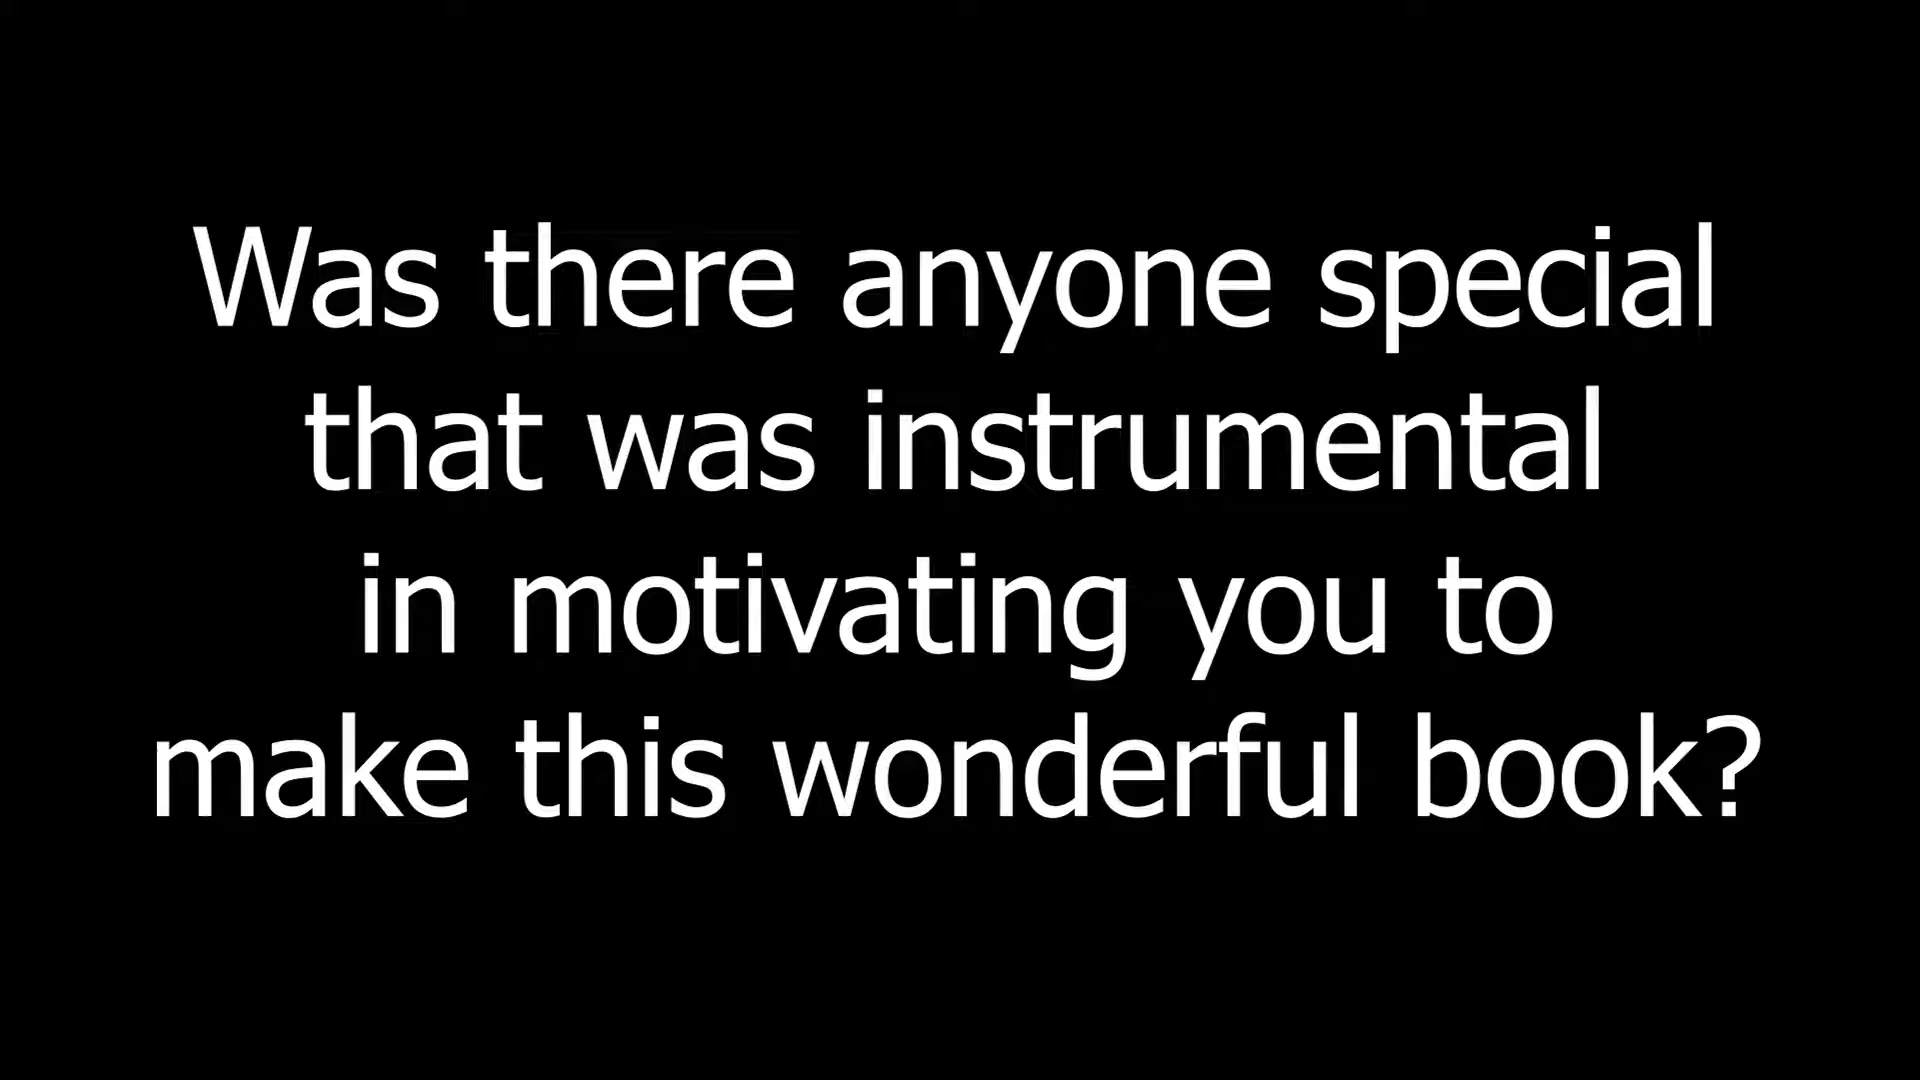 Was there anyone special
that was instrumental
in motivating you to
make this wonderful book?